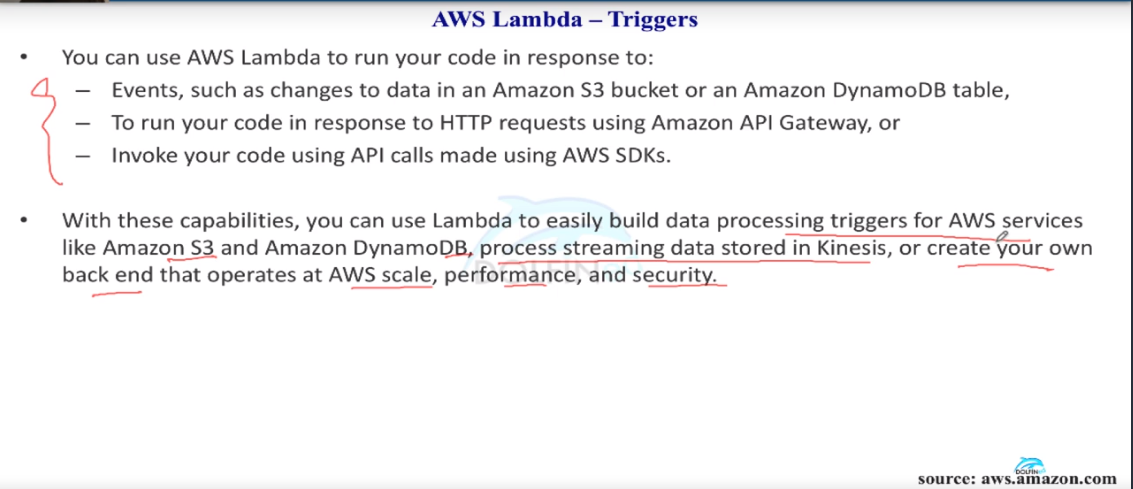 AWS Lambda – Triggers
• You can use AWS Lambda to run your code in response to:
– Events, such as changes to data in an Amazon S3 bucket or an Amazon DynamoDB table,
– To run your code in response to HTTP requests using Amazon API Gateway, or
– Invoke your code using API calls made using AWS SDKs.
• With these capabilities, you can use Lambda to easily build data processing triggers for AWS services
like Amazon S3 and Amazon DynamoDB, process streaming data stored in Kinesis, or create your own
back end that operates at AWS scale, performance, and security.
DOLFIN
source: aws.amazon.com